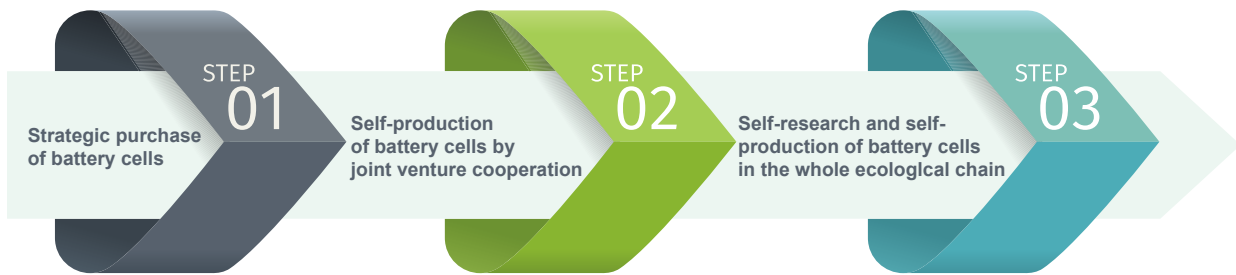 STEP
01
Strategic purchase
of battery cells
STEP
02
Self-production
of battery cells by
joint venture cooperation
STEP
03
Self-research and self-
production of battery cells
in the whole ecologlcal chain